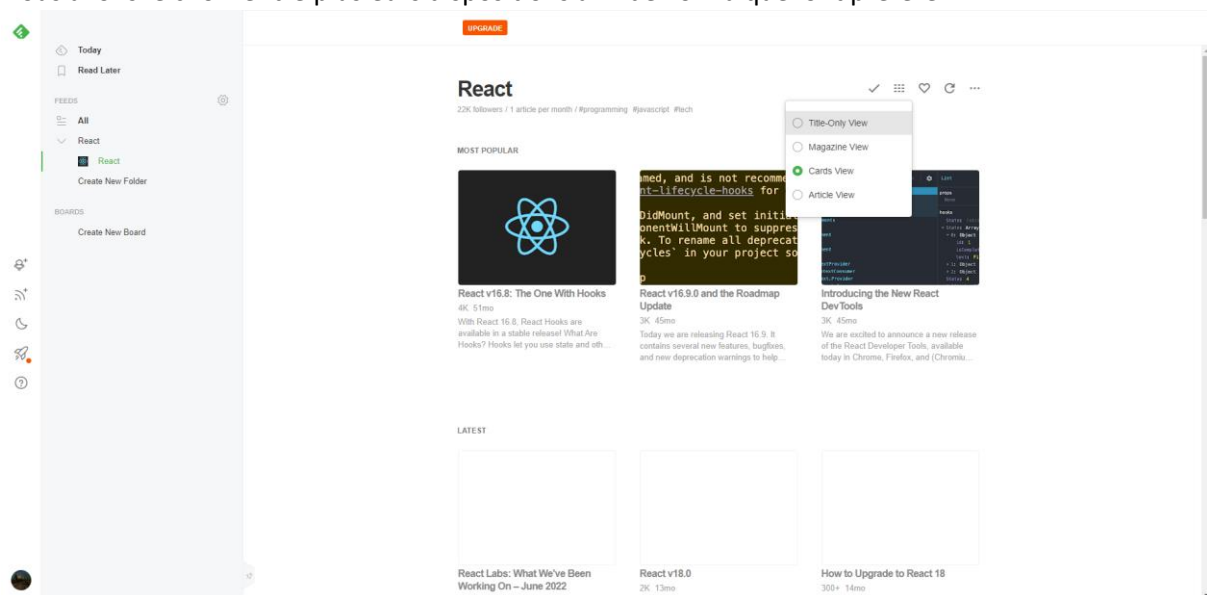 UPGRADE
Today
Read Later
FEEDS
All
React
React
Create New Folder
BOARDS
Create New Board
React
22K followers / 1 article per month / #programming #javascript #tech
Title-Only View
Magazine View
Cards View
Article View
MOST POPULAR
med, and is not recomme
nt-lifecycle-hooks for
DidMount, and set initia
onentWillMount to suppres
k. To rename all deprecat
ycles` in your project so
React v16.8: The One With Hooks
4K 51mo
With React 16.8, React Hooks are
available in a stable release! What Are
Hooks? Hooks let you use state and oth…
React v16.9.0 and the Roadmap
Update
3K 45mo
Today we are releasing React 16.9. It
contains several new features, bugfixes,
and new deprecation warnings to help…
Introducing the New React
DevTools
3K 45mo
We are excited to announce a new release
of the React Developer Tools, available
today in Chrome, Firefox, and (Chromiu…
LATEST
React Labs: What We've Been
Working On – June 2022
React v18.0
2K 13mo
How to Upgrade to React 18
300+ 14mo